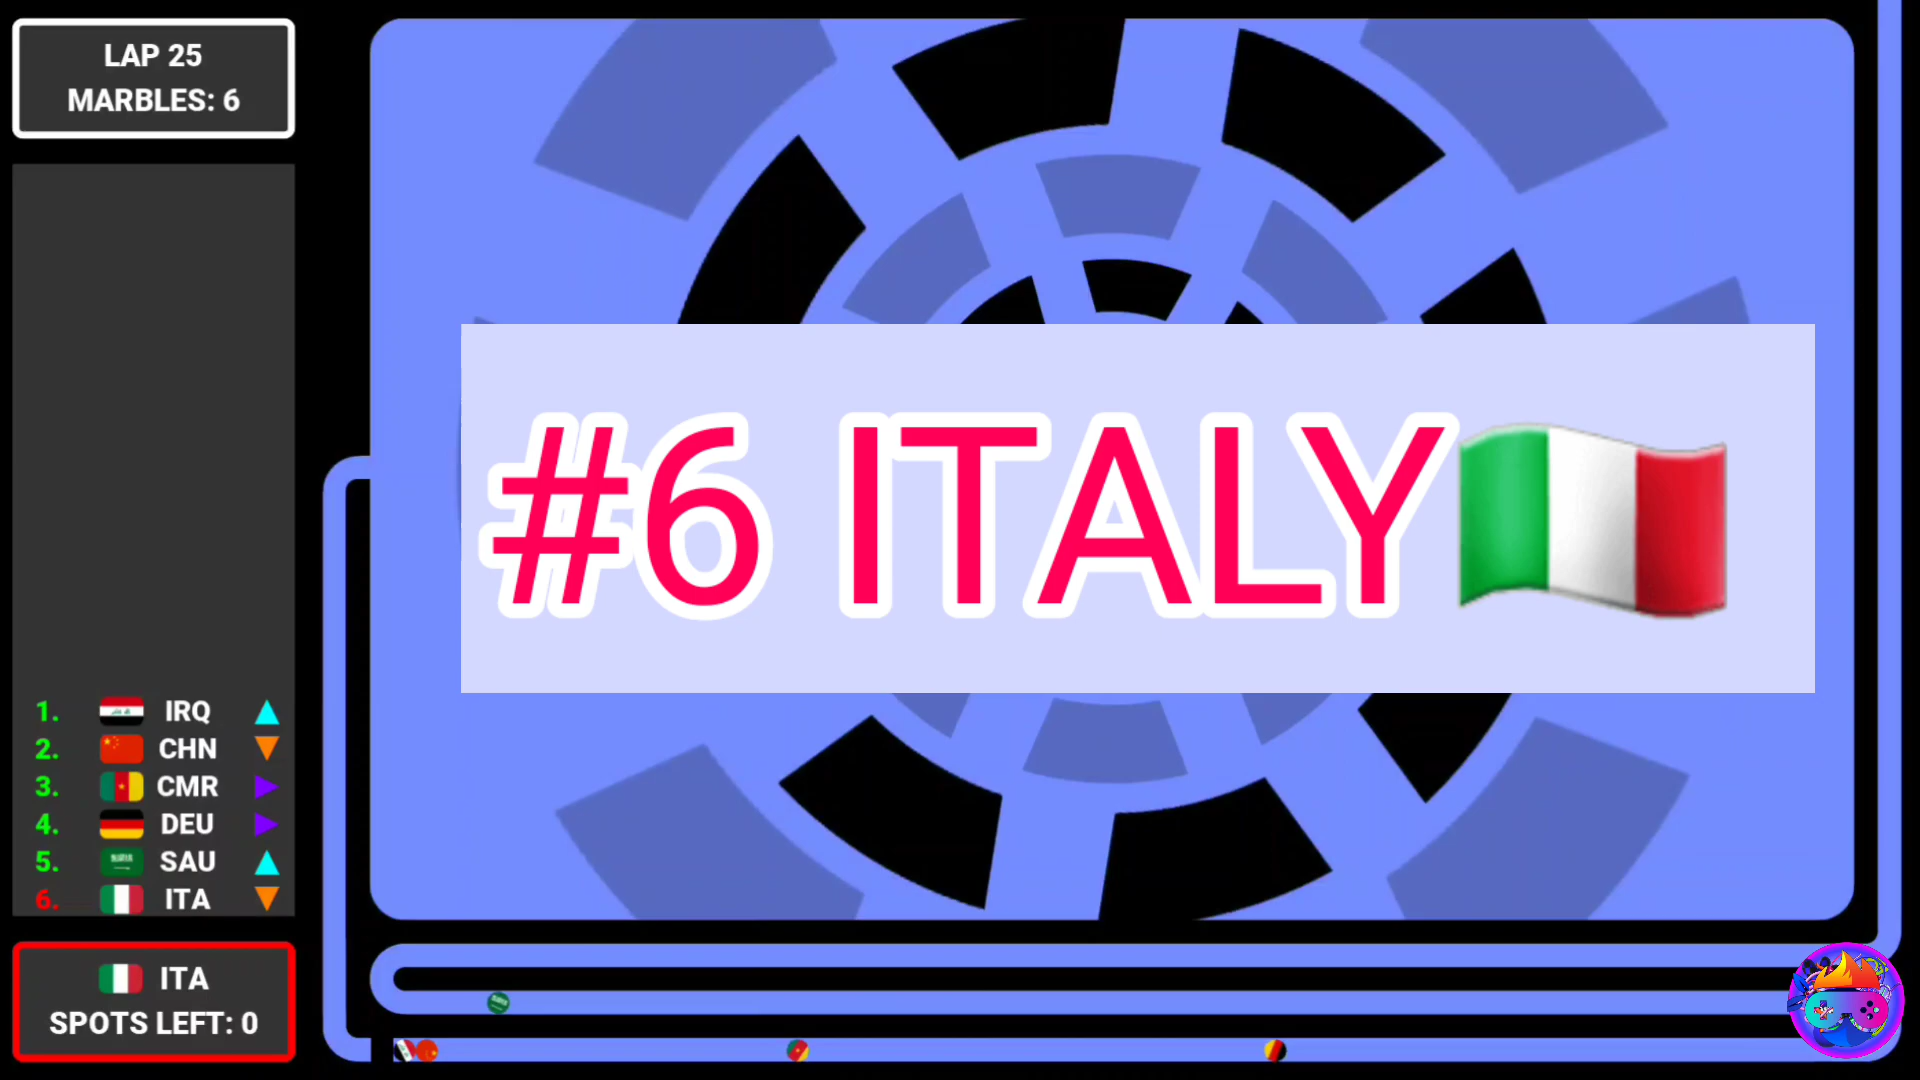 LAP 25
MARBLES: 6
#6 ITALY🇮🇹
1. IRQ
2. CHN
3. CMR
4. DEU
5. SAU
6. ITA
ITA
SPOTS LEFT: 0